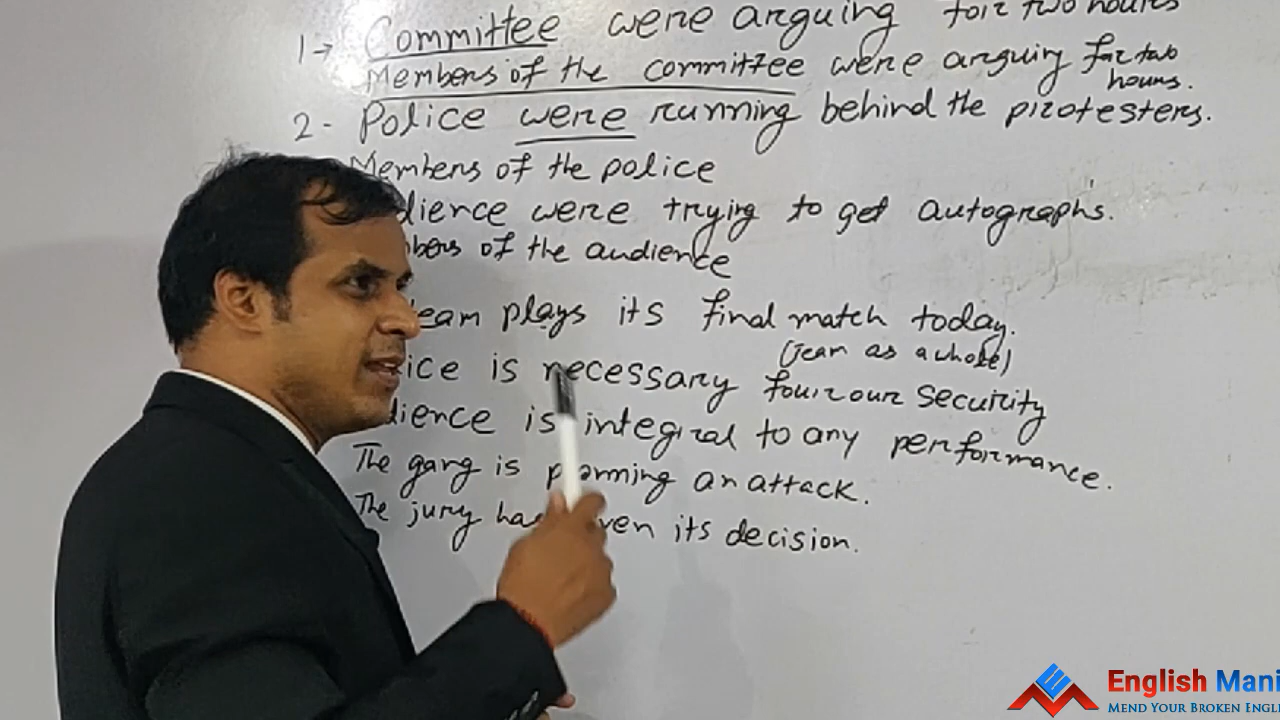 1→ Committee were arguing for two hours
Members of the committee were arguing for two
hours.
2- Police were running behind the protesters.
Members of the police
dience were trying to get autographs.
bers of the audience
eam plays its final match today.
(Team as a whole)
ice is necessary for our security
dience is integral to any performance.
The gang is planning an attack.
The jury has ven its decision.
English Mani
MEND YOUR BROKEN ENGL